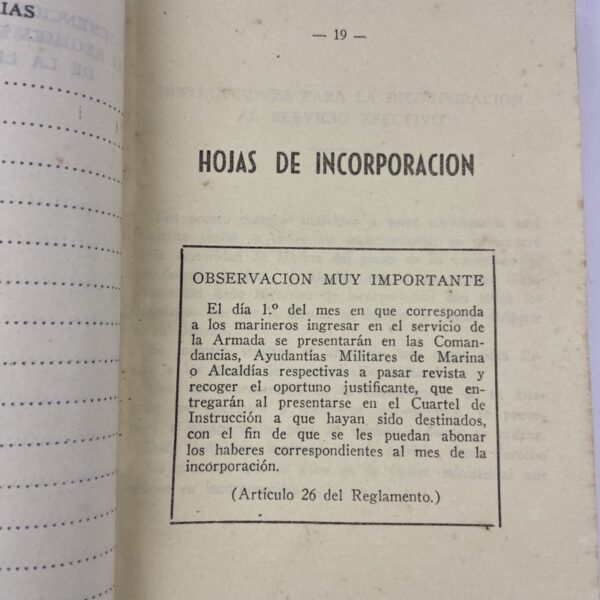 IAS
— 19 —
HOJAS DE INCORPORACION
OBSERVACION MUY IMPORTANTE
El día 1.º del mes en que corresponda
a los marineros ingresar en el servicio de
la Armada se presentarán en las Coman-
dancias, Ayudantías Militares de Marina
o Alcaldías respectivas a pasar revista y
recoger el oportuno justificante, que en-
tregarán al presentarse en el Cuartel de
Instrucción a que hayan sido destinados,
con el fin de que se les puedan abonar
los haberes correspondientes al mes de la
incorporación.
(Artículo 26 del Reglamento.)